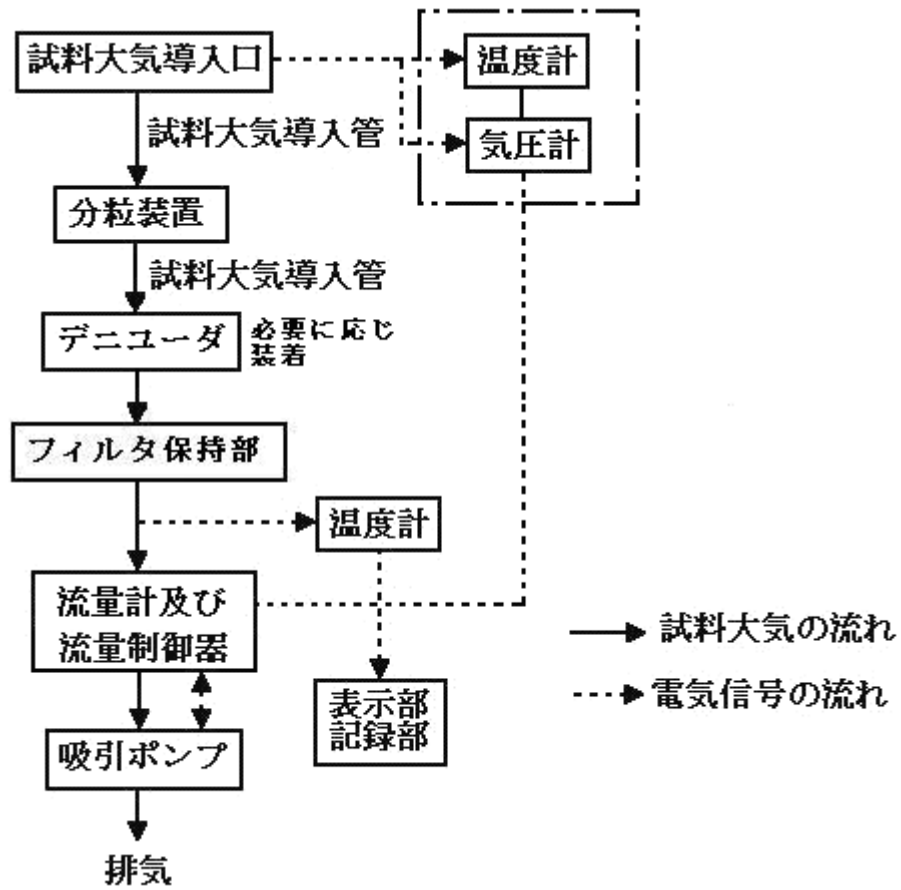 試料大気導入口
温度計
試料大気導入管
気圧計
分粒装置
試料大気導入管
デニューダ
必要に応じ
装着
フィルタ保持部
温度計
流量計及び
流量制御器
試料大気の流れ
電気信号の流れ
表示部
記録部
吸引ポンプ
排気